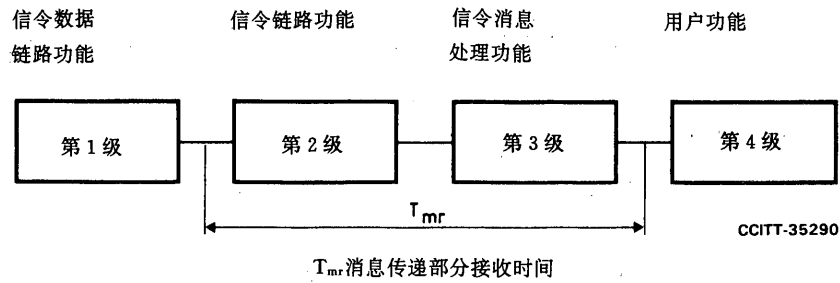 信令数据
链路功能
信令链路功能
信令消息
处理功能
用户功能
第1级
第2级
第3级
第4级
Tmr
CCITT-35290
Tmr消息传递部分接收时间